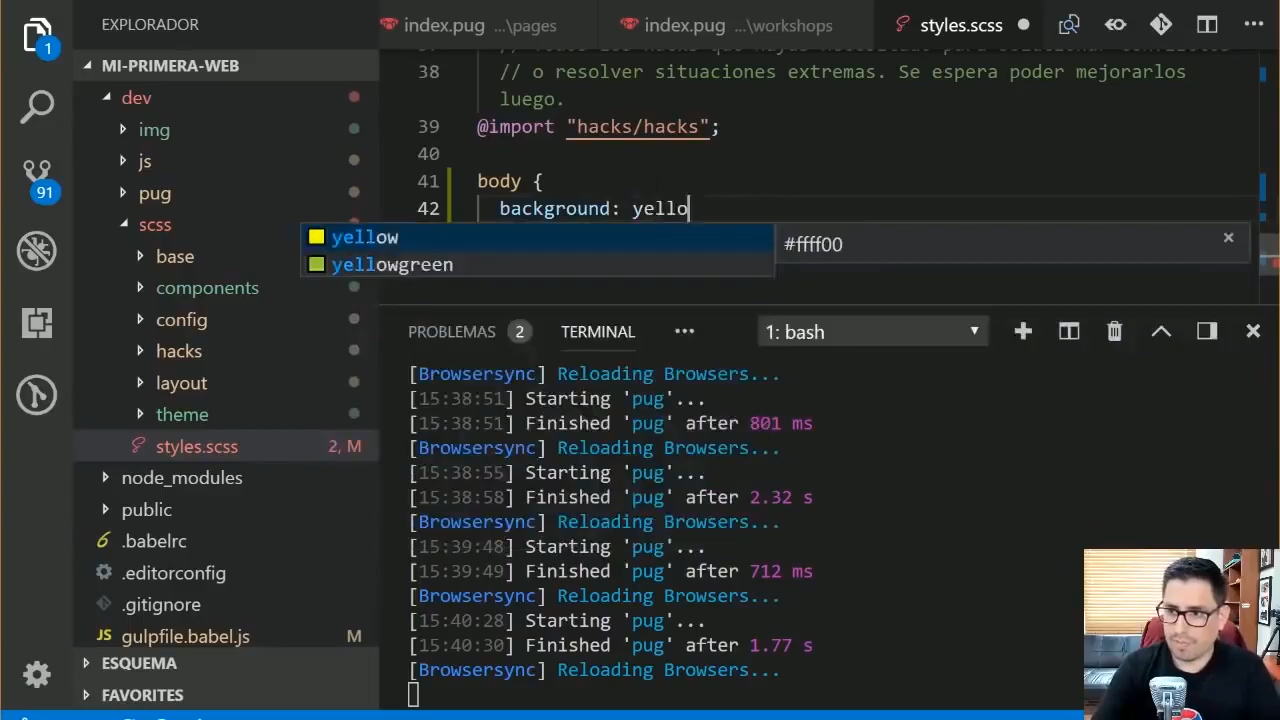 1
EXPLORADOR
index.pug ...\pages
index.pug ...\workshops
styles.scss
MI-PRIMERA-WEB
dev
img
js
pug
scss
base
components
config
hacks
layout
theme
styles.scss 2, M
node_modules
public
.babelrc
.editorconfig
.gitignore
JS gulpfile.babel.js M
ESQUEMA
FAVORITES
91
38 // o resolver situaciones extremas. Se espera poder mejorarlos
luego.
39 @import "hacks/hacks";
40
41 body {
42 background: yello
yellow
yellowgreen
#ffff00
PROBLEMAS 2 TERMINAL ... 1: bash
[Browsersync] Reloading Browsers...
[15:38:51] Starting 'pug'...
[15:38:51] Finished 'pug' after 801 ms
[Browsersync] Reloading Browsers...
[15:38:55] Starting 'pug'...
[15:38:58] Finished 'pug' after 2.32 s
[Browsersync] Reloading Browsers...
[15:39:48] Starting 'pug'...
[15:39:49] Finished 'pug' after 712 ms
[Browsersync] Reloading Browsers...
[15:40:28] Starting 'pug'...
[15:40:30] Finished 'pug' after 1.77 s
[Browsersync] Reloading Browsers...